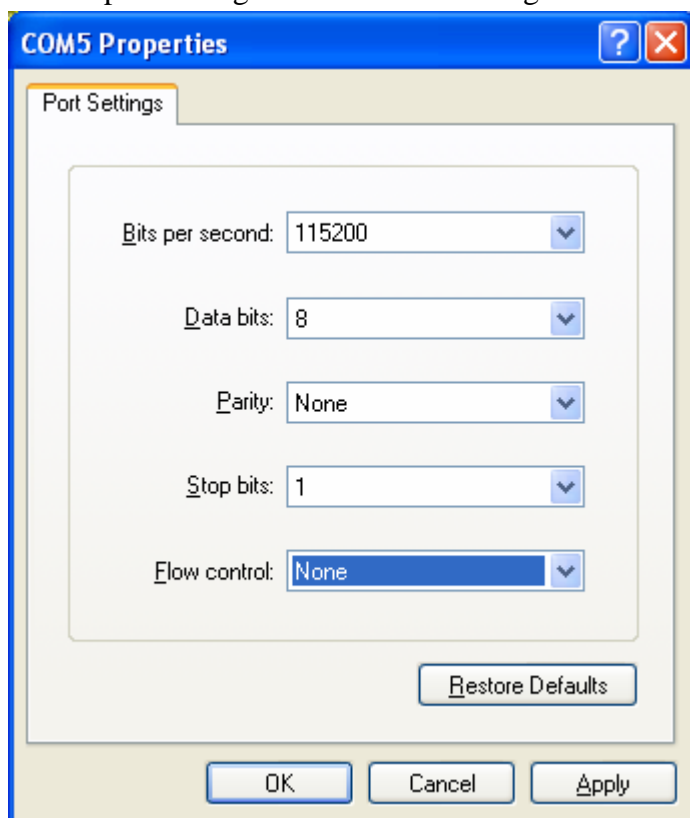 COM5 Properties
Port Settings
Bits per second: 115200
Data bits: 8
Parity: None
Stop bits: 1
Flow control: None
Restore Defaults
OK Cancel Apply